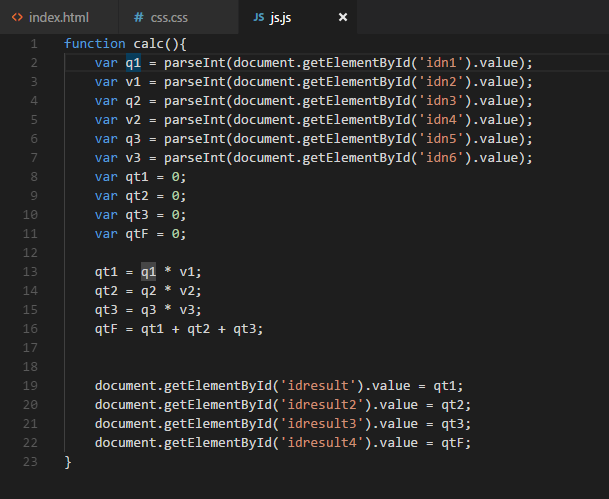 <> index.html # css.css JS js.js ×
1 function calc(){
2 var q1 = parseInt(document.getElementById('idn1').value);
3 var v1 = parseInt(document.getElementById('idn2').value);
4 var q2 = parseInt(document.getElementById('idn3').value);
5 var v2 = parseInt(document.getElementById('idn4').value);
6 var q3 = parseInt(document.getElementById('idn5').value);
7 var v3 = parseInt(document.getElementById('idn6').value);
8 var qt1 = 0;
9 var qt2 = 0;
10 var qt3 = 0;
11 var qtF = 0;
12
13 qt1 = q1 * v1;
14 qt2 = q2 * v2;
15 qt3 = q3 * v3;
16 qtF = qt1 + qt2 + qt3;
17
18
19 document.getElementById('idresult').value = qt1;
20 document.getElementById('idresult2').value = qt2;
21 document.getElementById('idresult3').value = qt3;
22 document.getElementById('idresult4').value = qtF;
23 }